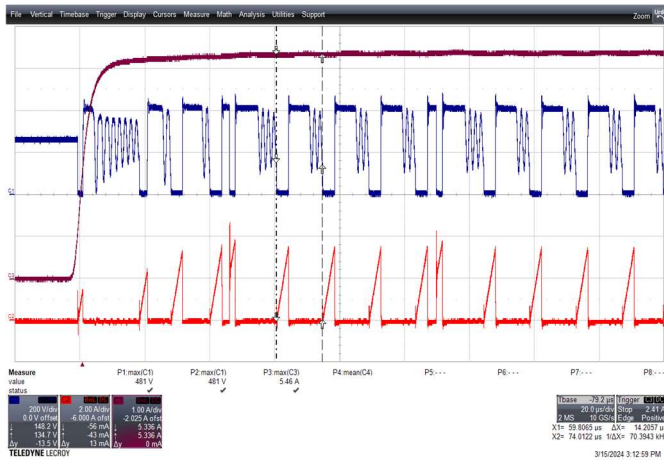 File Vertical Timebase Trigger Display Cursors Measure Math Analysis Utilities Support
Zoom
C1
C3
Measure P1:max(C1) P2:max(C1) P3:max(C3) P4:mean(C4) P5:- - - P6:- - - P7:- - - P8:- - -
value 481 V 481 V 5.46 A
status ✓ ✓ ✓
200 V/div 2.00 A/div 1.00 A/div
0.0 V offset -6.000 A ofst -2.025 A ofst
↓ 148.2 V ↓ -56 mA ↓ 5.336 A
↑ 134.7 V ↑ -43 mA ↑ 5.336 A
Δy -13.5 V Δy 13 mA Δy 0 mA
Tbase -79.2 µs Trigger
20.0 µs/div Stop 2.41 A
2 MS 10 GS/s Edge Positive
X1= 59.8065 µs ΔX= 14.2057 µs
X2= 74.0122 µs 1/ΔX= 70.3943 kHz
TELEDYNE LECROY
3/15/2024 3:12:59 PM